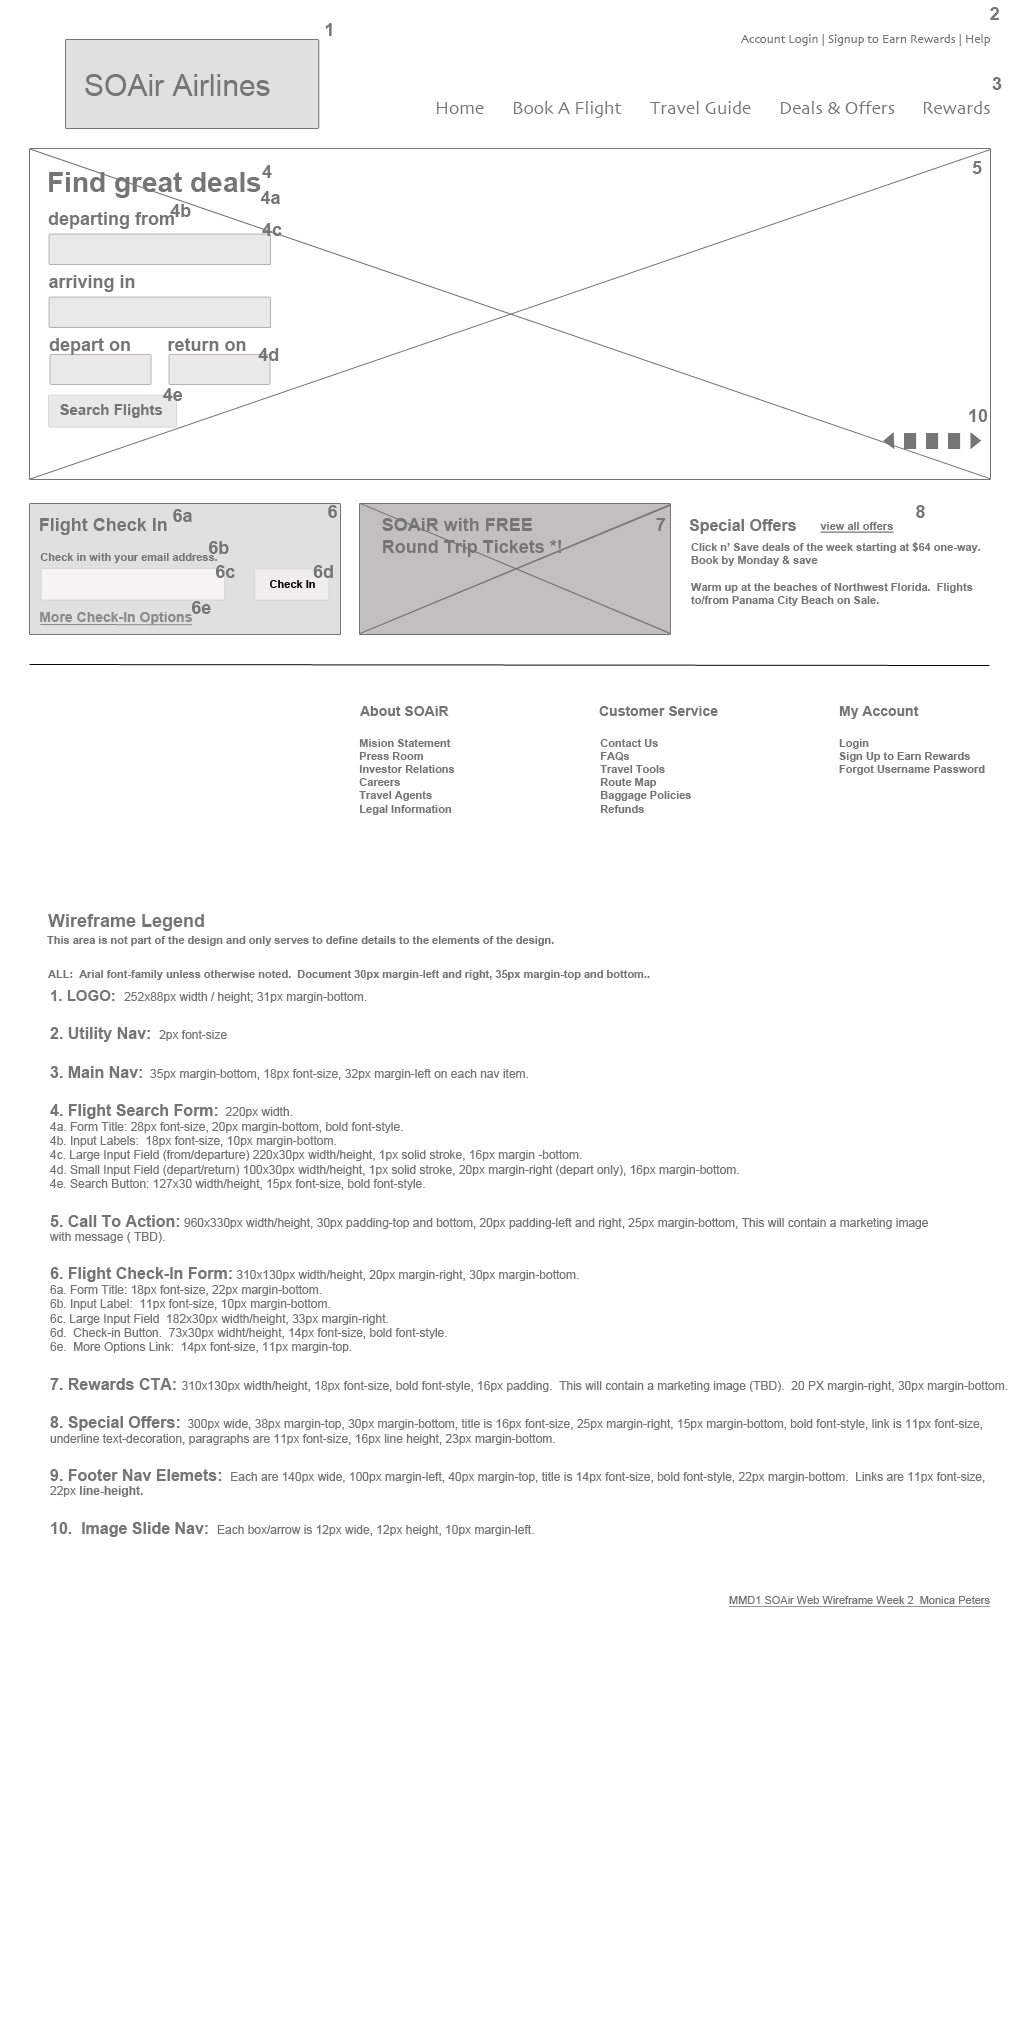 1
2
Account Login | Signup to Earn Rewards | Help
SOAir Airlines
3
Home Book A Flight Travel Guide Deals & Offers Rewards
Find great deals 4
4a
5
departing from 4b
4c
arriving in
depart on return on 4d
4e
Search Flights
10
Flight Check In 6a 6
6b
Check in with your email address.
6c
Check In 6d
More Check-In Options 6e
SOAiR with FREE 7
Round Trip Tickets *!
8
Special Offers view all offers
Click n' Save deals of the week starting at $64 one-way.
Book by Monday & save
Warm up at the beaches of Northwest Florida. Flights
to/from Panama City Beach on Sale.
About SOAiR
Mision Statement
Press Room
Investor Relations
Careers
Travel Agents
Legal Information
Customer Service
Contact Us
FAQs
Travel Tools
Route Map
Baggage Policies
Refunds
My Account
Login
Sign Up to Earn Rewards
Forgot Username Password
Wireframe Legend
This area is not part of the design and only serves to define details to the elements of the design.
ALL: Arial font-family unless otherwise noted. Document 30px margin-left and right, 35px margin-top and bottom..
1. LOGO: 252x88px width / height; 31px margin-bottom.
2. Utility Nav: 2px font-size
3. Main Nav: 35px margin-bottom, 18px font-size, 32px margin-left on each nav item.
4. Flight Search Form: 220px width.
4a. Form Title: 28px font-size, 20px margin-bottom, bold font-style.
4b. Input Labels: 18px font-size, 10px margin-bottom.
4c. Large Input Field (from/departure) 220x30px width/height, 1px solid stroke, 16px margin -bottom.
4d. Small Input Field (depart/return) 100x30px width/height, 1px solid stroke, 20px margin-right (depart only), 16px margin-bottom.
4e. Search Button: 127x30 width/height, 15px font-size, bold font-style.
5. Call To Action: 960x330px width/height, 30px padding-top and bottom, 20px padding-left and right, 25px margin-bottom, This will contain a marketing image
with message ( TBD).
6. Flight Check-In Form: 310x130px width/height, 20px margin-right, 30px margin-bottom.
6a. Form Title: 18px font-size, 22px margin-bottom.
6b. Input Label: 11px font-size, 10px margin-bottom.
6c. Large Input Field 182x30px width/height, 33px margin-right.
6d. Check-in Button. 73x30px widht/height, 14px font-size, bold font-style.
6e. More Options Link: 14px font-size, 11px margin-top.
7. Rewards CTA: 310x130px width/height, 18px font-size, bold font-style, 16px padding. This will contain a marketing image (TBD). 20 PX margin-right, 30px margin-bottom.
8. Special Offers: 300px wide, 38px margin-top, 30px margin-bottom, title is 16px font-size, 25px margin-right, 15px margin-bottom, bold font-style, link is 11px font-size,
underline text-decoration, paragraphs are 11px font-size, 16px line height, 23px margin-bottom.
9. Footer Nav Elemets: Each are 140px wide, 100px margin-left, 40px margin-top, title is 14px font-size, bold font-style, 22px margin-bottom. Links are 11px font-size,
22px line-height.
10. Image Slide Nav: Each box/arrow is 12px wide, 12px height, 10px margin-left.
MMD1 SOAir Web Wireframe Week 2 Monica Peters